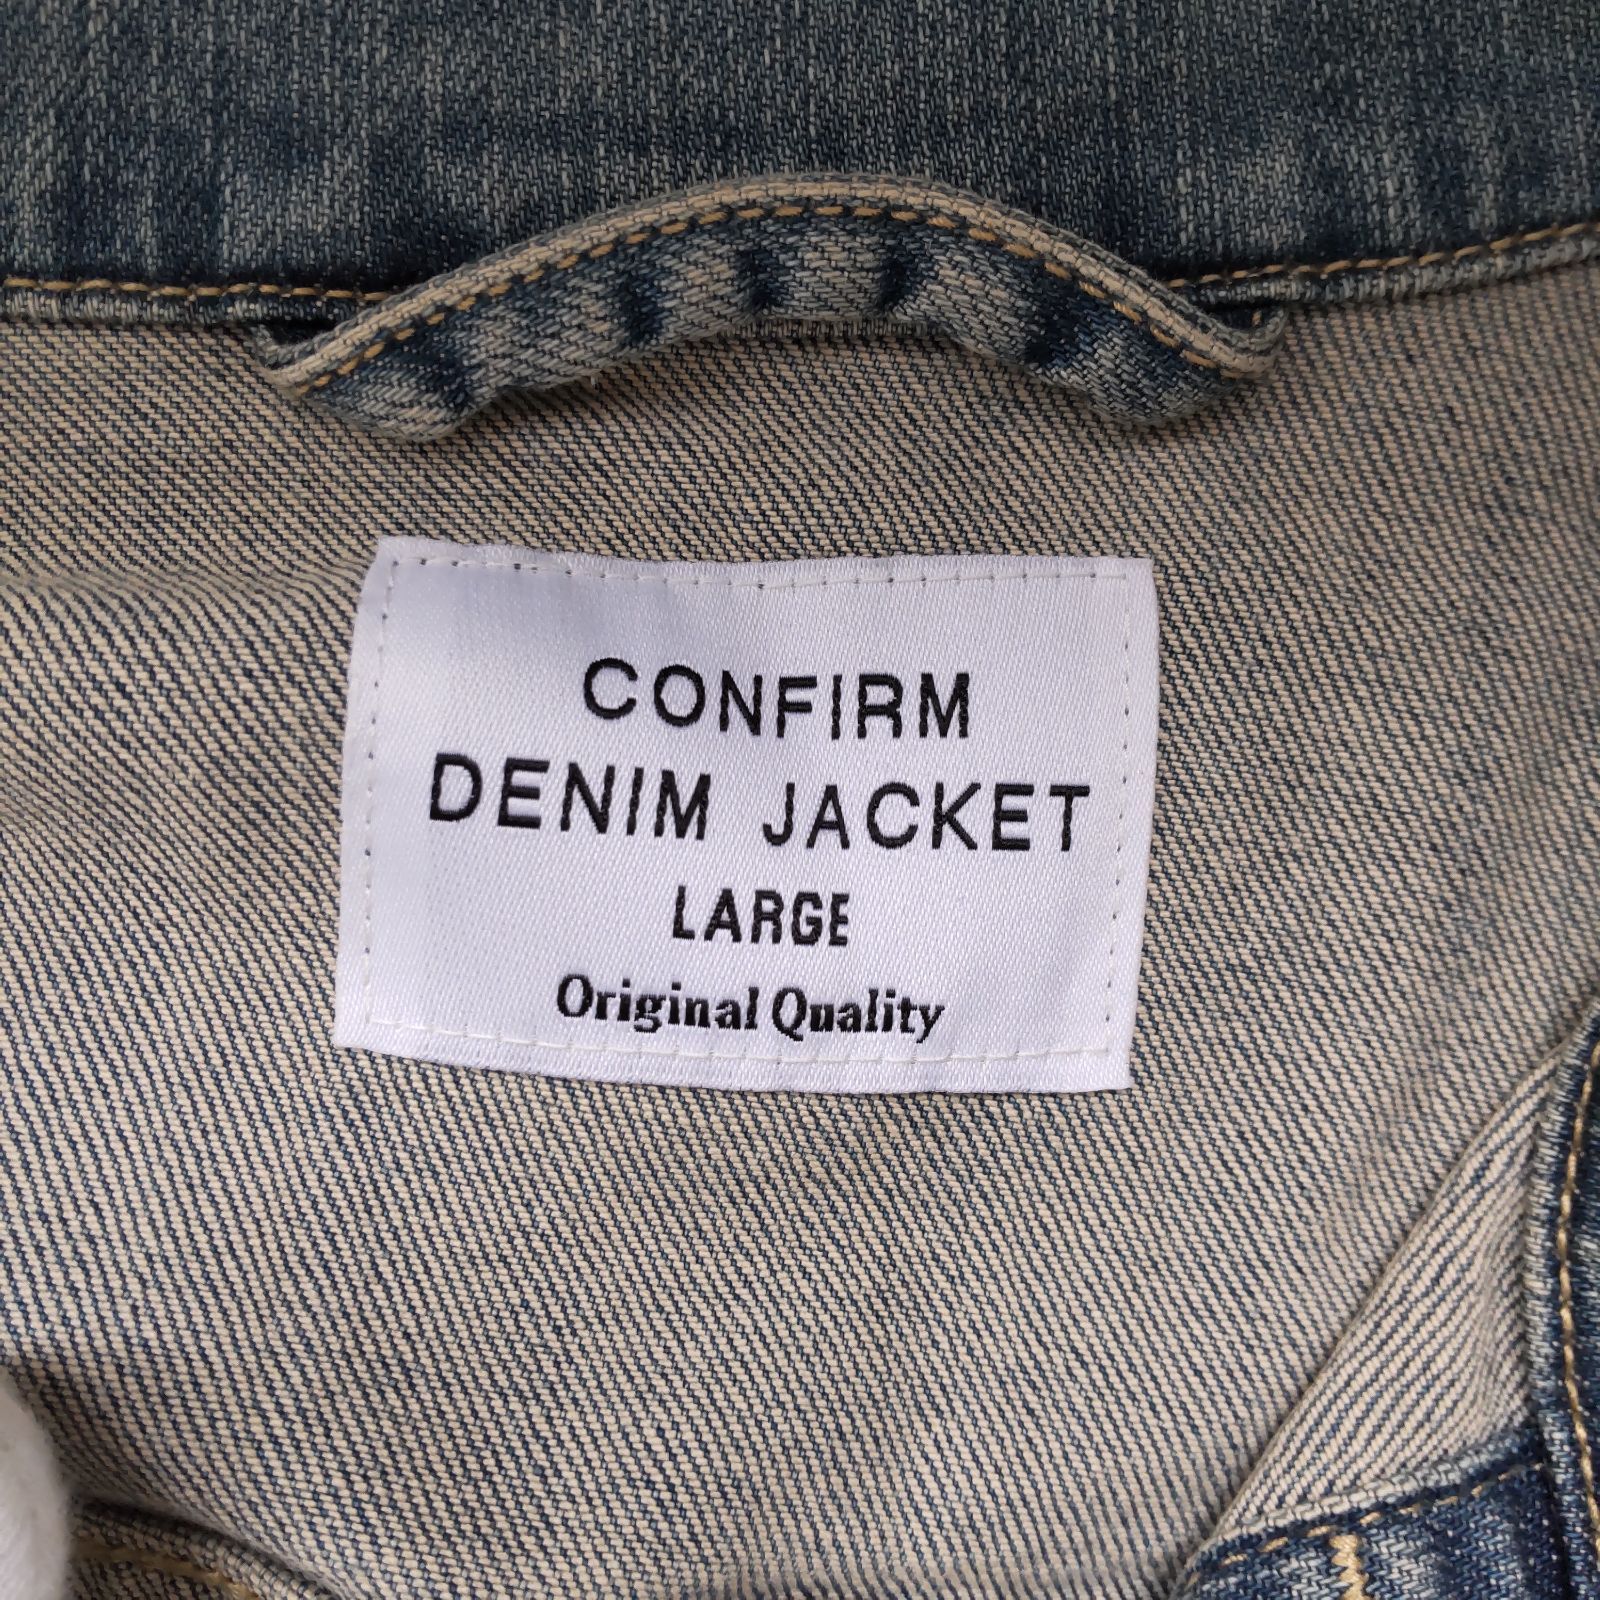 CONFIRM
DENIM JACKET
LARGE
Original Quality